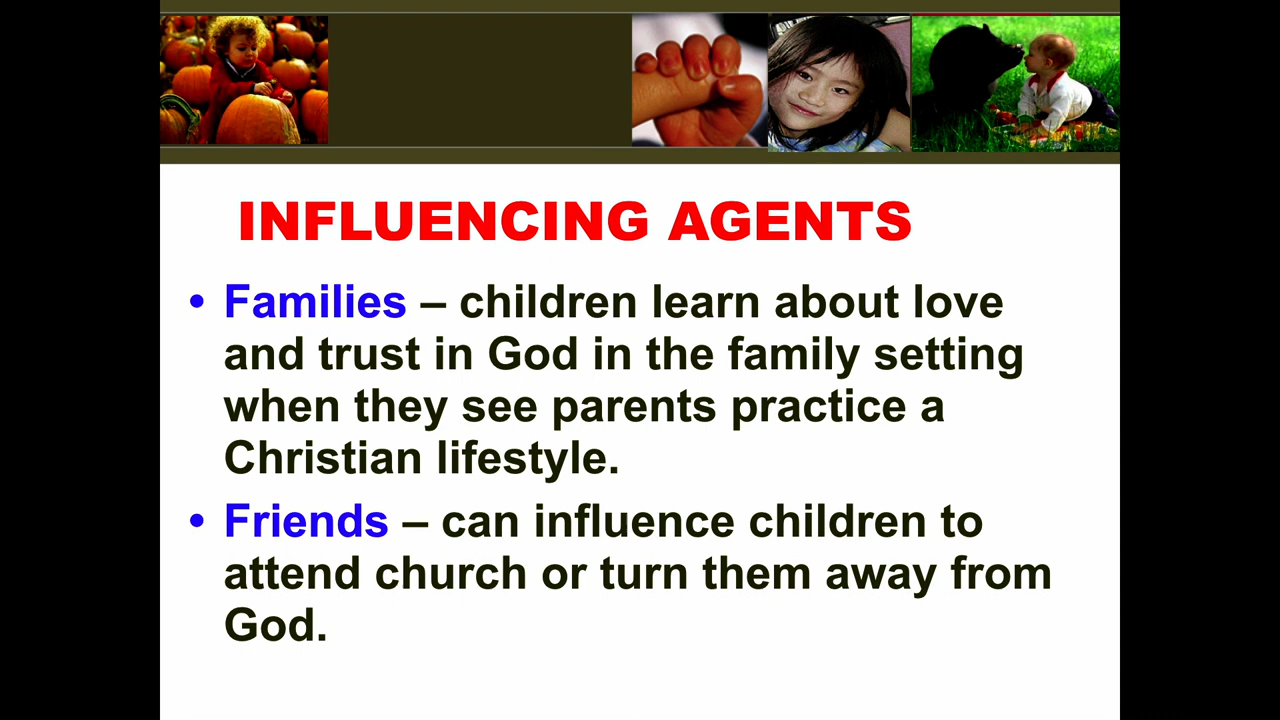 INFLUENCING AGENTS
• Families – children learn about love
and trust in God in the family setting
when they see parents practice a
Christian lifestyle.
• Friends – can influence children to
attend church or turn them away from
God.